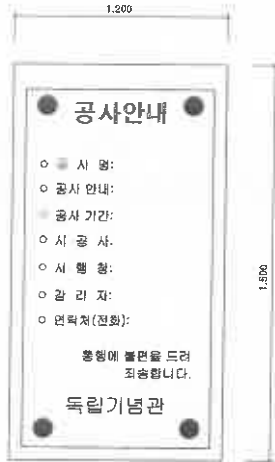 1.200
공사안내
사 명:
○ 공사 안내:
공사 기간:
○ 시 공 사:
○ 시 행 청:
○ 감 리 자:
○ 연락처(전화):
통행에 불편을 드려
죄송합니다.
독립기념관
1.500